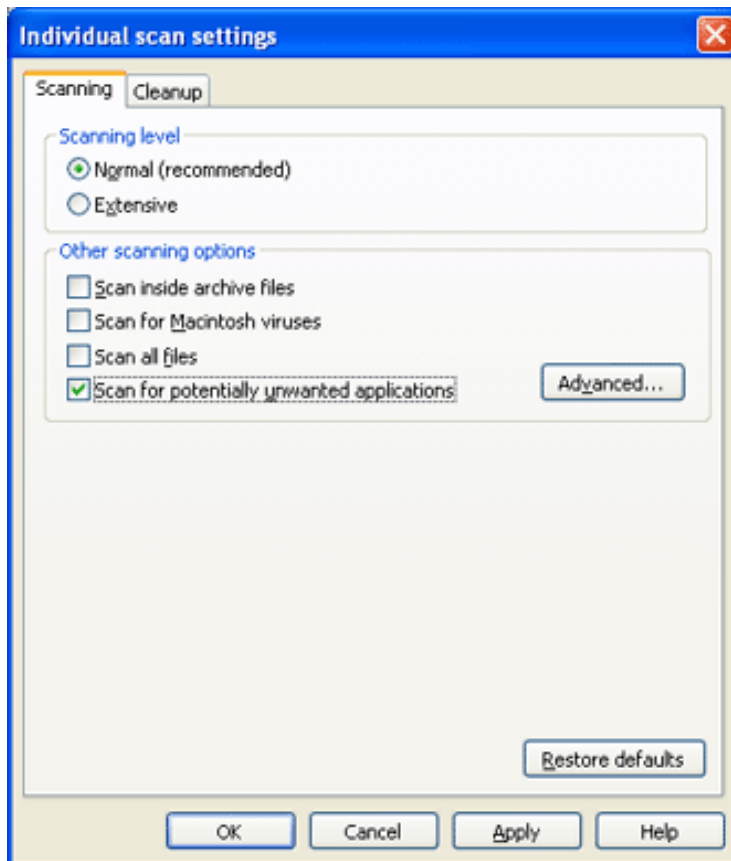 Individual scan settings
Scanning Cleanup
Scanning level
Normal (recommended)
Extensive
Other scanning options
Scan inside archive files
Scan for Macintosh viruses
Scan all files
Scan for potentially unwanted applications
Advanced...
Restore defaults
OK Cancel Apply Help